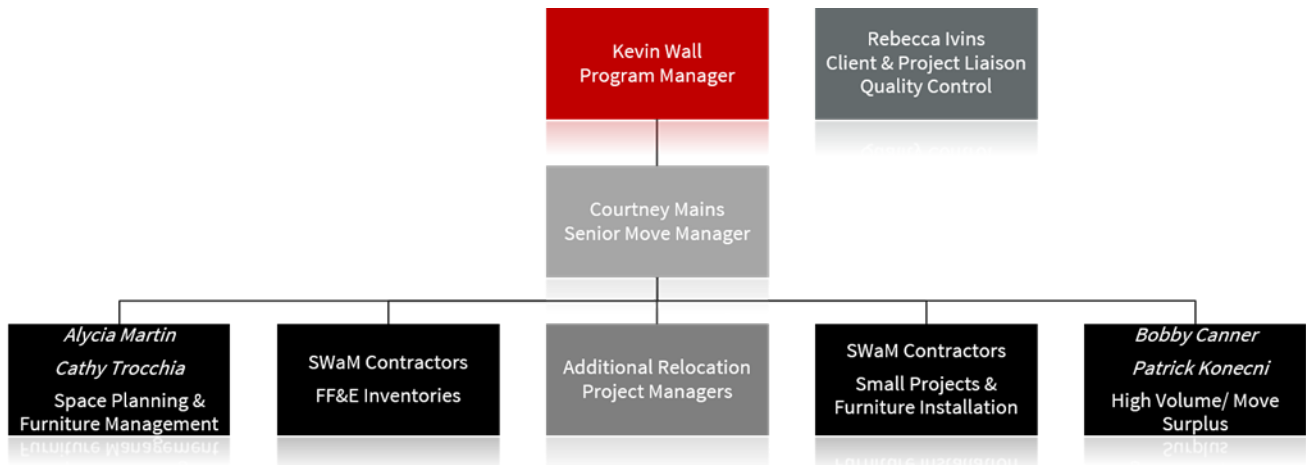 Kevin Wall
Program Manager
Rebecca Ivins
Client & Project Liaison
Quality Control
Courtney Mains
Senior Move Manager
Alycia Martin
Cathy Trocchia
Space Planning &
Furniture Management
SWaM Contractors
FF&E Inventories
Additional Relocation
Project Managers
SWaM Contractors
Small Projects &
Furniture Installation
Bobby Canner
Patrick Konecni
High Volume/ Move
Surplus